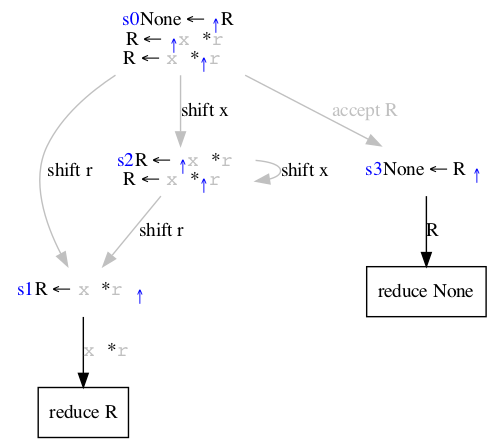 s0None ← ↑R
R ← ↑x *r
R ← x *↑r
shift x
accept R
shift r
s2R ← ↑x *r
R ← x *↑r
shift x
s3None ← R ↑
shift r
R
s1R ← x *r ↑
reduce None
x *r
reduce R